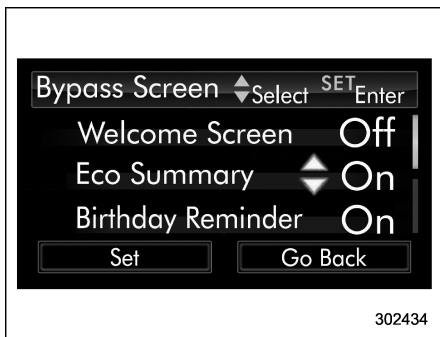 Bypass Screen Select SET Enter
Welcome Screen Off
Eco Summary On
Birthday Reminder On
Set Go Back
302434